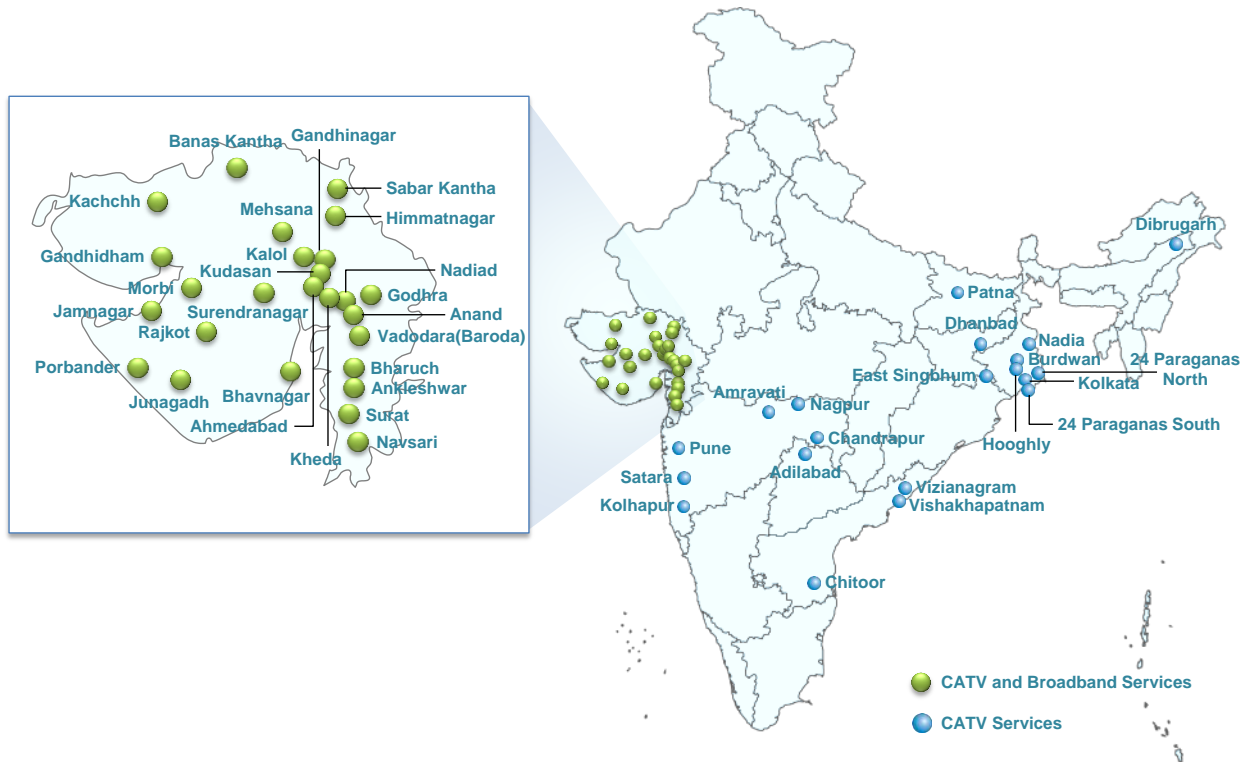 Banas Kantha
Gandhinagar
Sabar Kantha
Kachchh
Mehsana
Himmatnagar
Gandhidham
Kalol
Kudasan
Nadiad
Morbi
Godhra
Jamnagar
Surendranagar
Anand
Rajkot
Vadodara(Baroda)
Porbander
Bharuch
Ankleshwar
Junagadh
Bhavnagar
Surat
Ahmedabad
Navsari
Kheda
Dibrugarh
Patna
Dhanbad
Nadia
Burdwan
24 Paraganas
North
East Singbhum
Kolkata
Amravati
Nagpur
24 Paraganas South
Hooghly
Chandrapur
Pune
Adilabad
Satara
Vizianagram
Kolhapur
Vishakhapatnam
Chitoor
CATV and Broadband Services
CATV Services